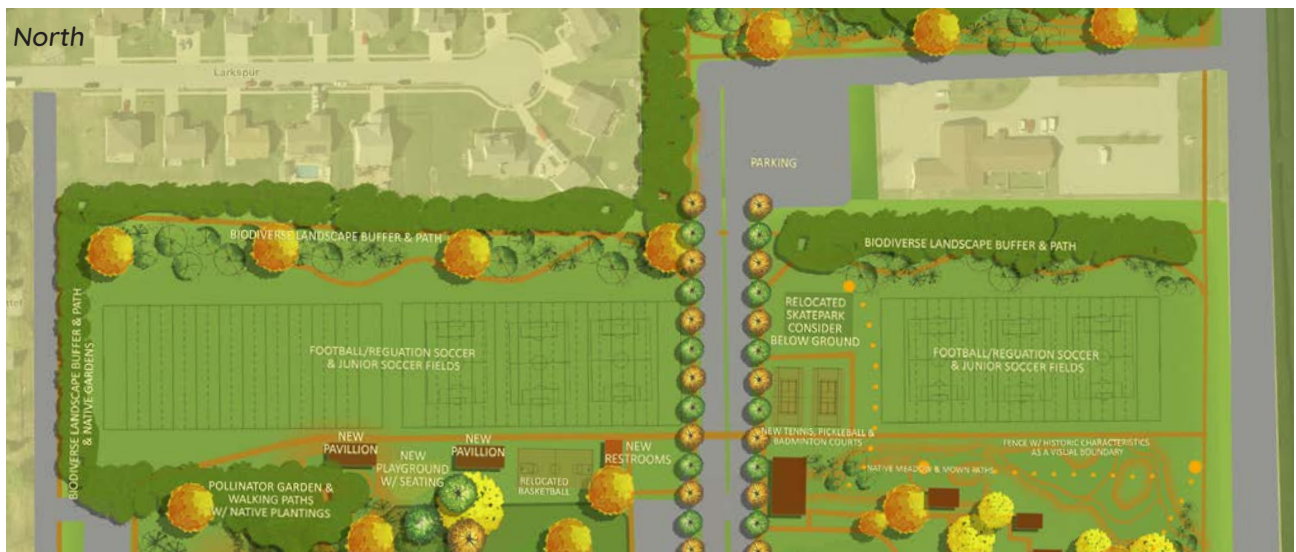 North
Larkspur
PARKING
BIODIVERSE LANDSCAPE BUFFER & PATH
BIODIVERSE LANDSCAPE BUFFER & PATH
BIODIVERSE LANDSCAPE BUFFER & PATH
& NATIVE GARDENS
FOOTBALL/REGUATION SOCCER
& JUNIOR SOCCER FIELDS
RELOCATED
SKATEPARK
CONSIDER
BELOW GROUND
FOOTBALL/REGUATION SOCCER
& JUNIOR SOCCER FIELDS
NEW
PAVILLION
NEW
PLAYGROUND
W/ SEATING
NEW
PAVILLION
RELOCATED
BASKETBALL
NEW
RESTROOMS
NEW TENNIS, PICKLEBALL &
BADMINTON COURTS
FENCE W/ HISTORIC CHARACTERISTICS
AS A VISUAL BOUNDARY
NATIVE MEADOW & MOWN PATHS
POLLINATOR GARDEN &
WALKING PATHS
W/ NATIVE PLANTINGS